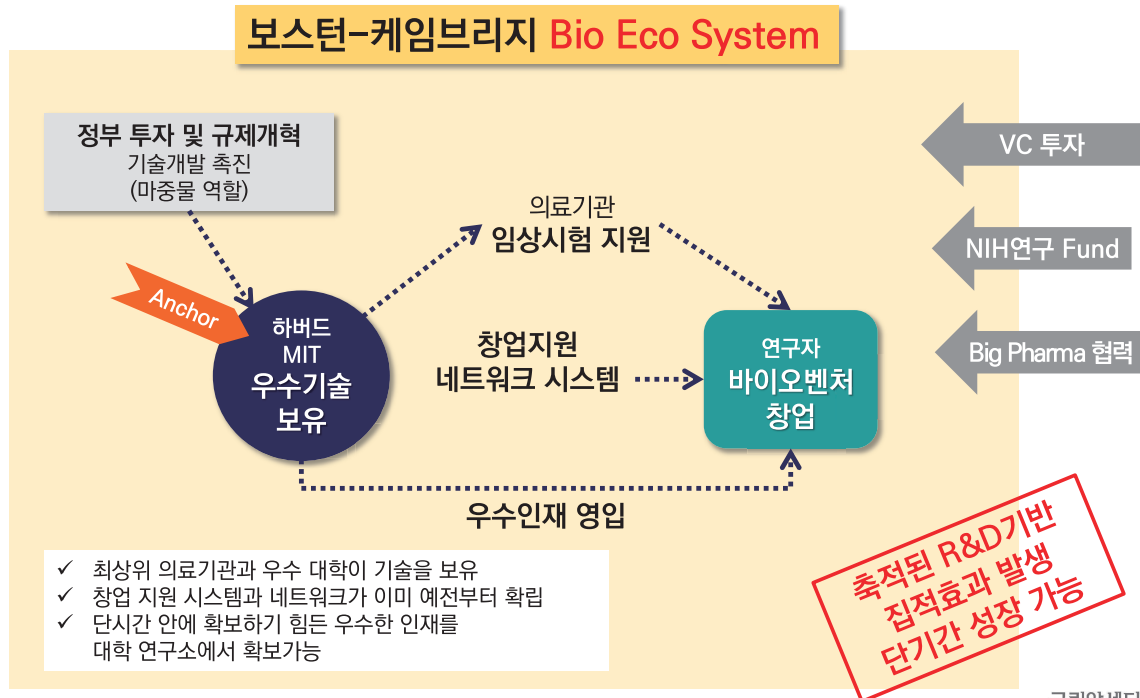 보스턴-케임브리지 Bio Eco System
정부 투자 및 규제개혁
기술개발 촉진
(마중물 역할)
VC 투자
NIH연구 Fund
Big Pharma 협력
의료기관
임상시험 지원
Anchor
하버드
MIT
우수기술
보유
창업지원
네트워크 시스템
연구자
바이오벤처
창업
우수인재 영입
✓ 최상위 의료기관과 우수 대학이 기술을 보유
✓ 창업 지원 시스템과 네트워크가 이미 예전부터 확립
✓ 단시간 안에 확보하기 힘든 우수한 인재를
대학 연구소에서 확보가능
축적된 R&D기반
집적효과 발생
단기간 성장 가능